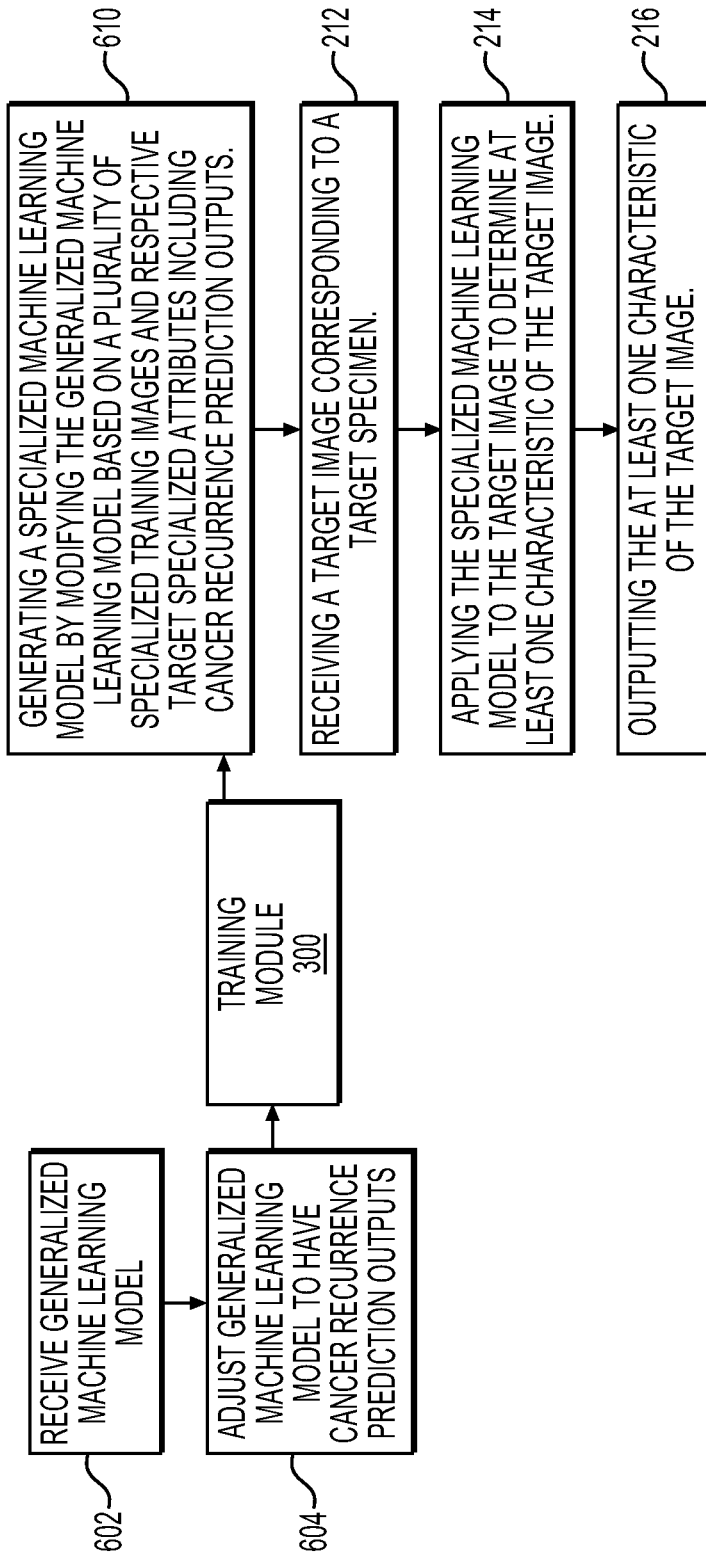 602
RECEIVE GENERALIZED
MACHINE LEARNING
MODEL
604
ADJUST GENERALIZED
MACHINE LEARNING
MODEL TO HAVE
CANCER RECURRENCE
PREDICTION OUTPUTS
TRAINING
MODULE
300
GENERATING A SPECIALIZED MACHINE LEARNING
MODEL BY MODIFYING THE GENERALIZED MACHINE
LEARNING MODEL BASED ON A PLURALITY OF
SPECIALIZED TRAINING IMAGES AND RESPECTIVE
TARGET SPECIALIZED ATTRIBUTES INCLUDING
CANCER RECURRENCE PREDICTION OUTPUTS.
610
RECEIVING A TARGET IMAGE CORRESPONDING TO A
TARGET SPECIMEN.
212
APPLYING THE SPECIALIZED MACHINE LEARNING
MODEL TO THE TARGET IMAGE TO DETERMINE AT
LEAST ONE CHARACTERISTIC OF THE TARGET IMAGE.
214
OUTPUTTING THE AT LEAST ONE CHARACTERISTIC
OF THE TARGET IMAGE.
216